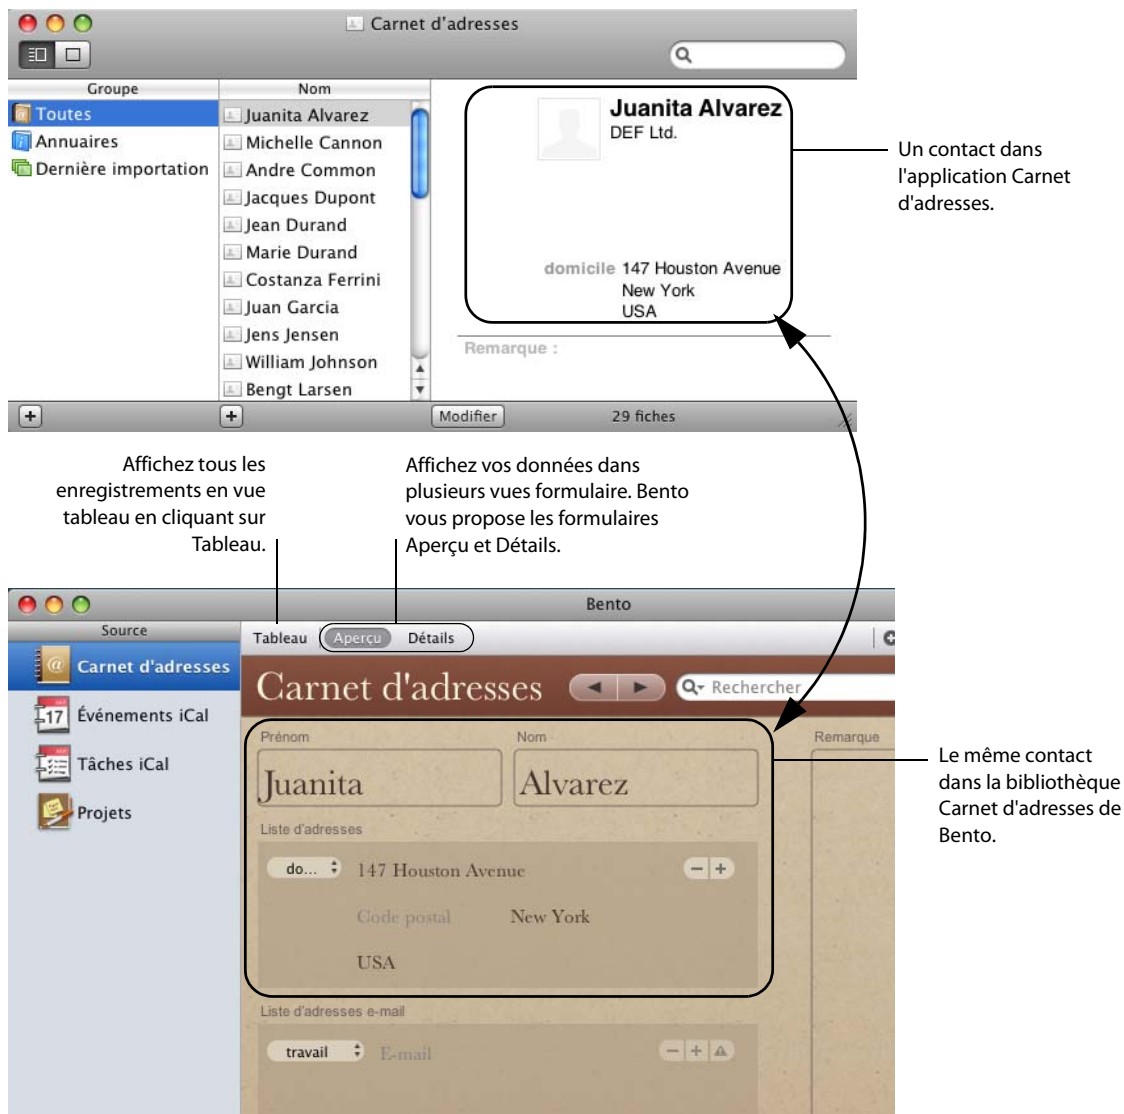 Carnet d'adresses
Groupe
Nom
Toutes
Annuaires
Dernière importation
Juanita Alvarez
Michelle Cannon
Andre Common
Jacques Dupont
Jean Durand
Marie Durand
Costanza Ferrini
Juan Garcia
Jens Jensen
William Johnson
Bengt Larsen
Juanita Alvarez
DEF Ltd.
domicile 147 Houston Avenue
New York
USA
Remarque :
Modifier
29 fiches
Un contact dans
l'application Carnet
d'adresses.
Affichez tous les
enregistrements en vue
tableau en cliquant sur
Tableau.
Affichez vos données dans
plusieurs vues formulaire. Bento
vous propose les formulaires
Aperçu et Détails.
Bento
Source
Carnet d'adresses
17
Événements iCal
Tâches iCal
Projets
Tableau
Aperçu
Détails
Carnet d'adresses
Rechercher
Prénom
Nom
Remarque
Juanita
Alvarez
Liste d'adresses
do...
147 Houston Avenue
Code postal
New York
USA
Liste d'adresses e-mail
travail
E-mail
Le même contact
dans la bibliothèque
Carnet d'adresses de
Bento.